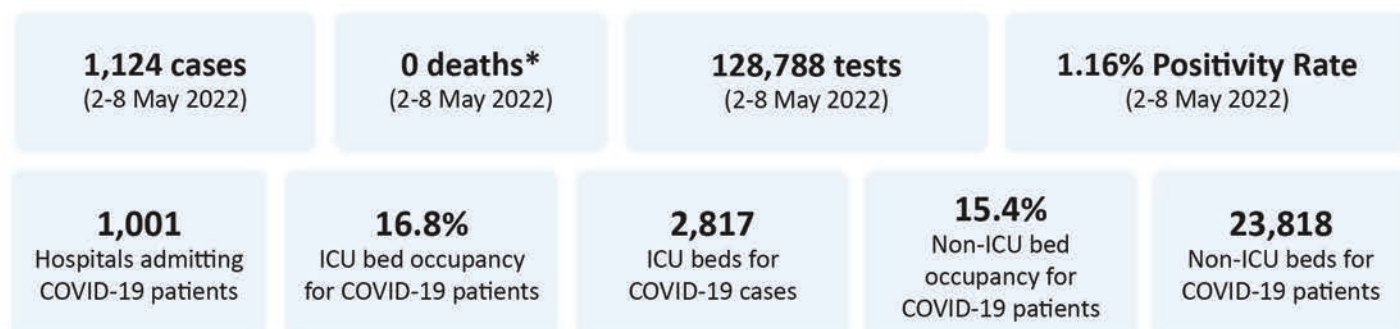 1,124 cases
(2-8 May 2022)
0 deaths*
(2-8 May 2022)
128,788 tests
(2-8 May 2022)
1.16% Positivity Rate
(2-8 May 2022)
1,001
Hospitals admitting
COVID-19 patients
16.8%
ICU bed occupancy
for COVID-19 patients
2,817
ICU beds for
COVID-19 cases
15.4%
Non-ICU bed
occupancy for
COVID-19 patients
23,818
Non-ICU beds for
COVID-19 patients